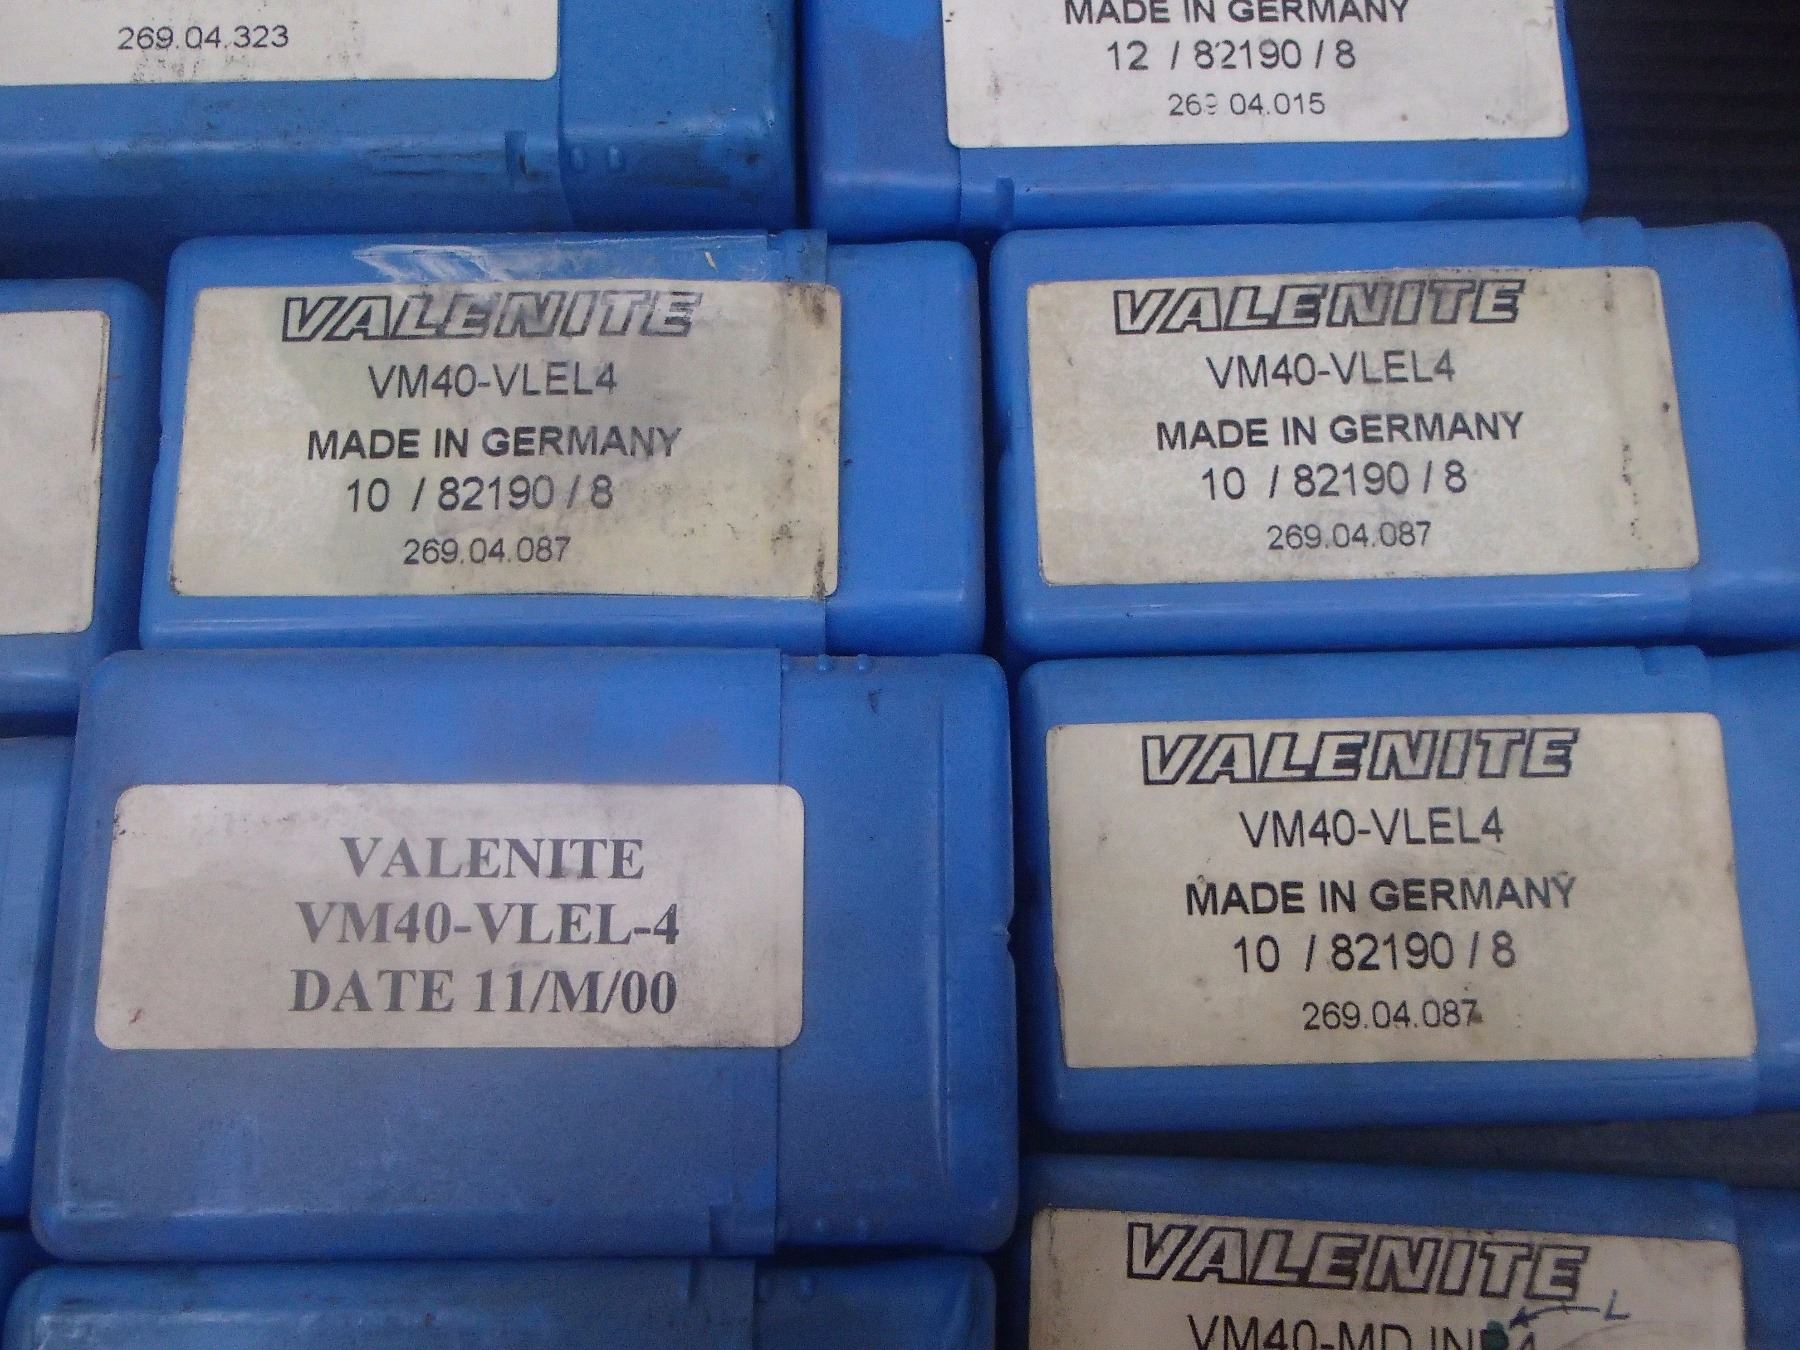 269.04.323
MADE IN GERMANY
12 / 82190 / 8
269 04.015
VALENITE
VM40-VLEL4
MADE IN GERMANY
10 / 82190 / 8
269.04.087
VALENITE
VM40-VLEL4
MADE IN GERMANY
10 / 82190 / 8
269.04.087
VALENITE
VM40-VLEL-4
DATE 11/M/00
VALENITE
VM40-VLEL4
MADE IN GERMANY
10 / 82190 / 8
269.04.087
VALENITE
L